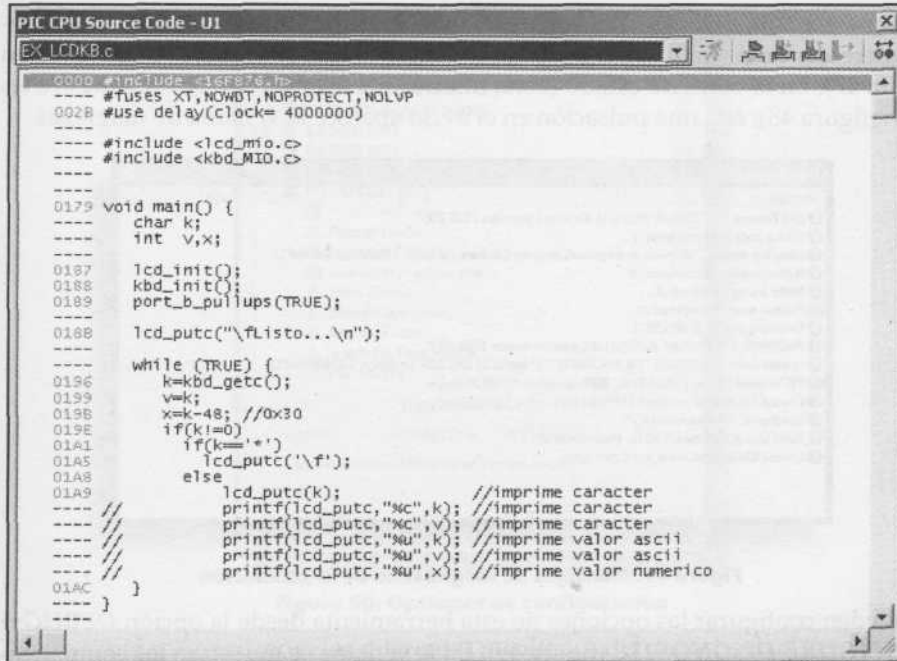 PIC CPU Source Code - U1
EX_LCDKB.c
0000 #include <16F876.h>
---- #fuses XT,NOWDT,NOPROTECT,NOLVP
002B #use delay(clock= 4000000)
----
---- #include <lcd_mio.c>
---- #include <kbd_MIO.c>
----
----
0179 void main() {
---- char k;
---- int v,x;
----
0187 lcd_init();
0188 kbd_init();
0189 port_b_pullups(TRUE);
----
018B lcd_putc("\fListo...\n");
----
---- while (TRUE) {
0196 k=kbd_getc();
0199 v=k;
019B x=k-48; //0x30
019E if(k!=0)
01A1 if(k=='*')
01A5 lcd_putc('\f');
01A8 else
01A9 lcd_putc(k); //imprime caracter
---- // printf(lcd_putc,"%c",k); //imprime caracter
---- // printf(lcd_putc,"%c",v); //imprime caracter
---- // printf(lcd_putc,"%u",k); //imprime valor ascii
---- // printf(lcd_putc,"%u",v); //imprime valor ascii
---- // printf(lcd_putc,"%u",x); //imprime valor numerico
01AC }
---- }
----